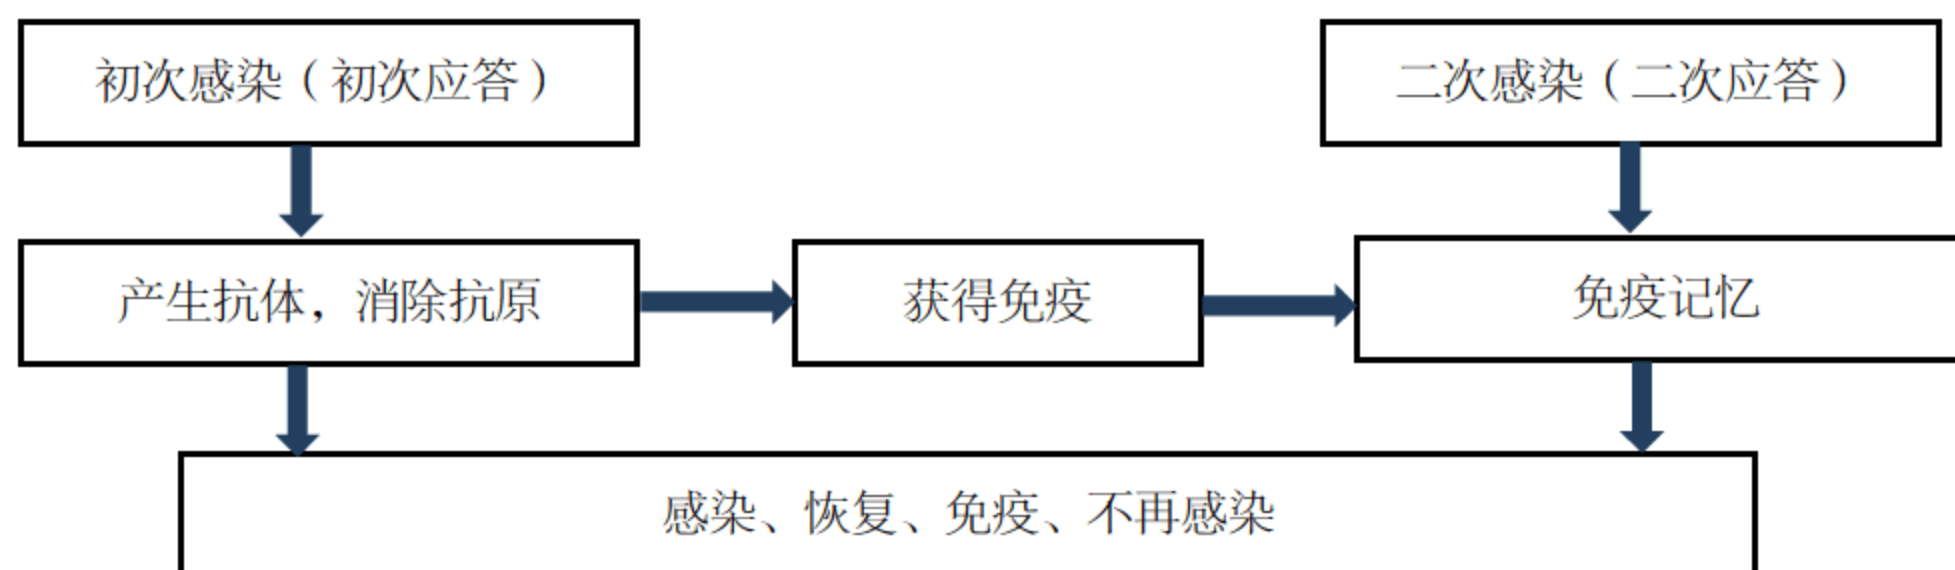 初次感染（初次应答）
二次感染（二次应答）
产生抗体，消除抗原
获得免疫
免疫记忆
感染、恢复、免疫、不再感染